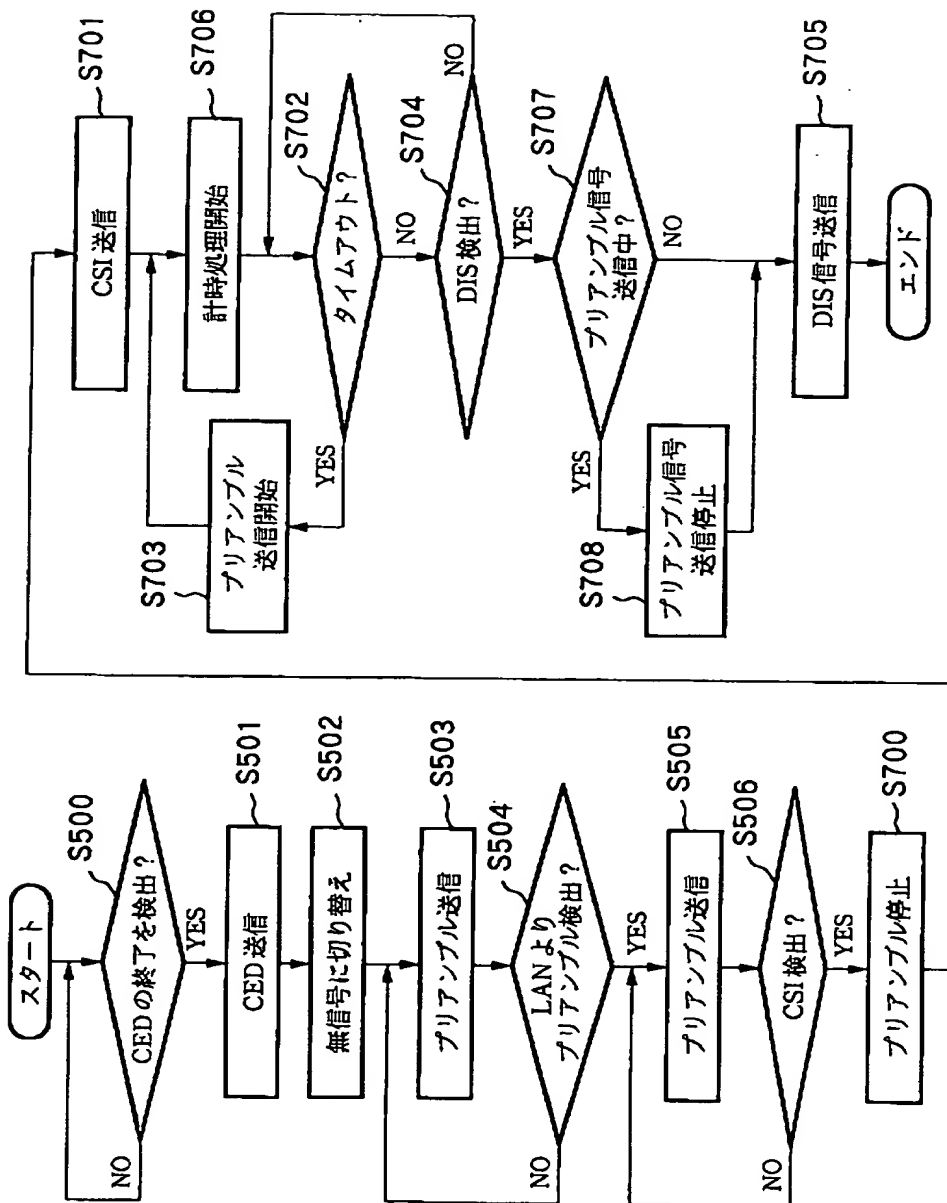 スタート
S500
CEDの終了を検出?
NO
YES
S501
CED送信
S502
無信号に切り替え
S503
プリアンブル送信
S504
LANより
プリアンブル検出?
NO
YES
S505
プリアンブル送信
S506
CSI検出?
NO
YES
S700
プリアンブル停止
S701
CSI送信
S706
計時処理開始
S702
タイムアウト?
YES
NO
S703
プリアンブル
送信開始
S704
DIS検出?
NO
YES
S707
プリアンブル信号
送信中?
YES
NO
S708
プリアンブル信号
送信停止
S705
DIS信号送信
エンド